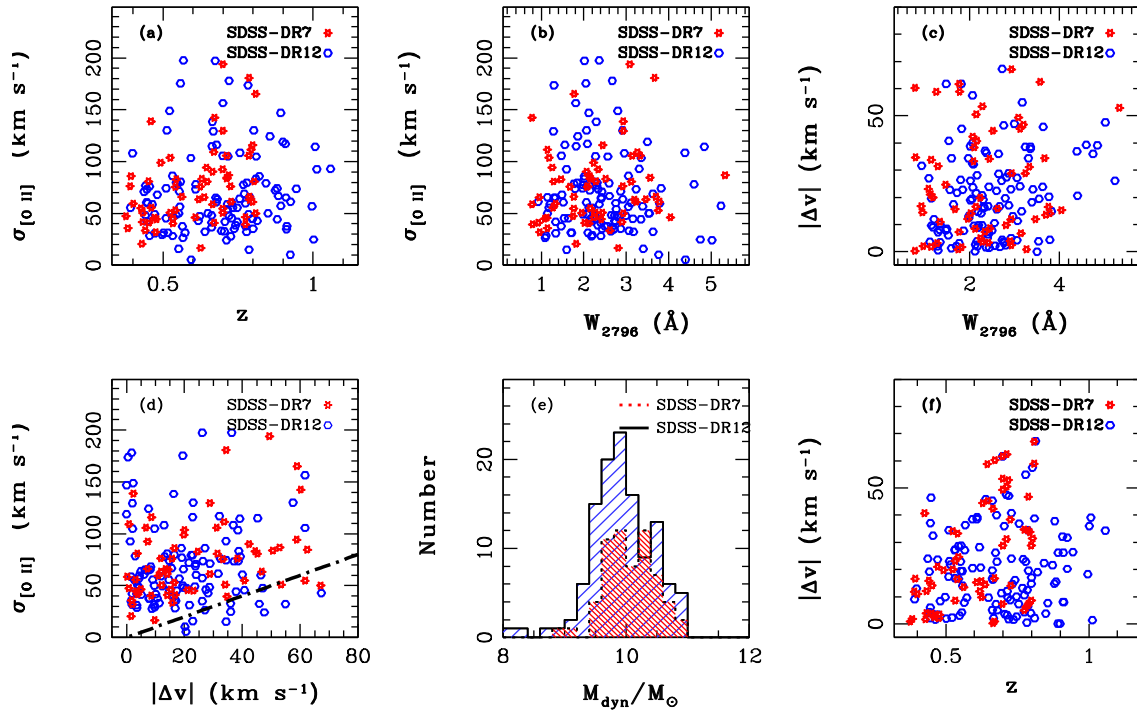 (a) SDSS-DR7
SDSS-DR12
σ[O II] (km s⁻¹)
0 50 100 150 200
0.5 1
z
(b) SDSS-DR7
SDSS-DR12
σ[O II] (km s⁻¹)
0 50 100 150 200
1 2 3 4 5
W2796 (Å)
(c) SDSS-DR7
SDSS-DR12
|Δv| (km s⁻¹)
0 50
2 4
W2796 (Å)
(d) SDSS-DR7
SDSS-DR12
σ[O II] (km s⁻¹)
0 50 100 150 200
0 20 40 60 80
|Δv| (km s⁻¹)
(e) SDSS-DR7
SDSS-DR12
Number
0 10 20
8 10 12
Mdyn/M⊙
(f) SDSS-DR7
SDSS-DR12
|Δv| (km s⁻¹)
0 50
0.5 1
z